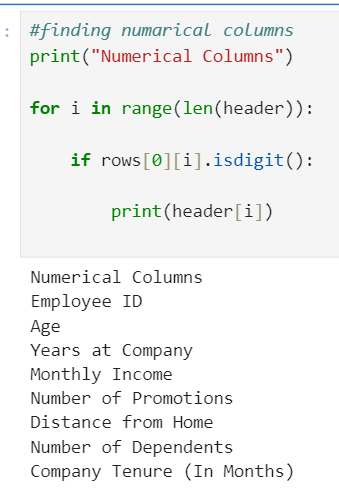 :
#finding numarical columns
print("Numerical Columns")
for i in range(len(header)):
if rows[0][i].isdigit():
print(header[i])
Numerical Columns
Employee ID
Age
Years at Company
Monthly Income
Number of Promotions
Distance from Home
Number of Dependents
Company Tenure (In Months)